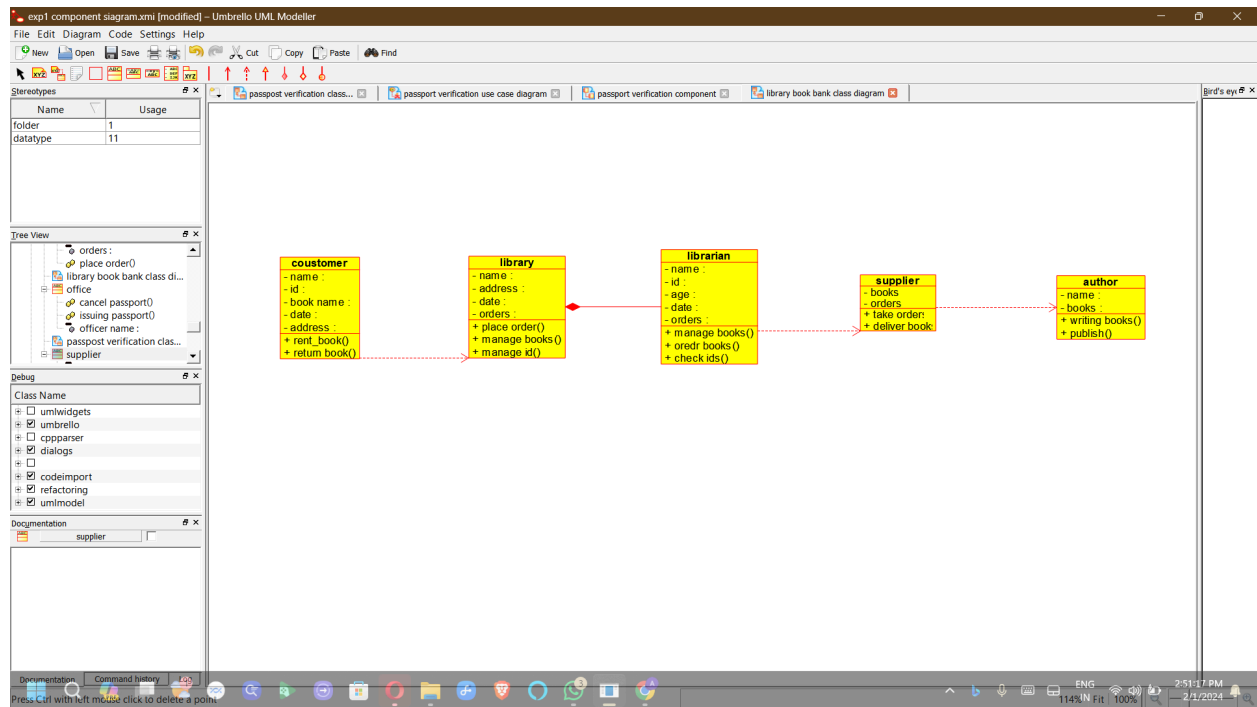 exp1 component siagram.xmi [modified] – Umbrello UML Modeller
File Edit Diagram Code Settings Help
New Open Save Cut Copy Paste Find
Stereotypes
Name Usage
folder 1
datatype 11
Tree View
orders :
place order()
library book bank class di...
office
cancel passport()
issuing passport()
officer name :
passpost verification clas...
supplier
Debug
Class Name
umlwidgets
umbrello
cppparser
dialogs
codeimport
refactoring
umlmodel
Documentation
supplier
Documentation Command history Log
Press Ctrl with left mouse click to delete a point
passpost verification class... passport verification use case diagram passport verification component library book bank class diagram
Bird's eye
coustomer
- name :
- id :
- book name :
- date :
- address :
+ rent_book()
+ return book()
library
- name :
- address :
- date :
- orders :
+ place order()
+ manage books()
+ manage id()
librarian
- name :
- id :
- age :
- date :
- orders :
+ manage books()
+ oredr books()
+ check ids()
supplier
- books
- orders
+ take orders
+ deliver book
author
- name :
- books :
+ writing books()
+ publish()
ENG
IN
114% Fit 100%
2:51:17 PM
2/1/2024